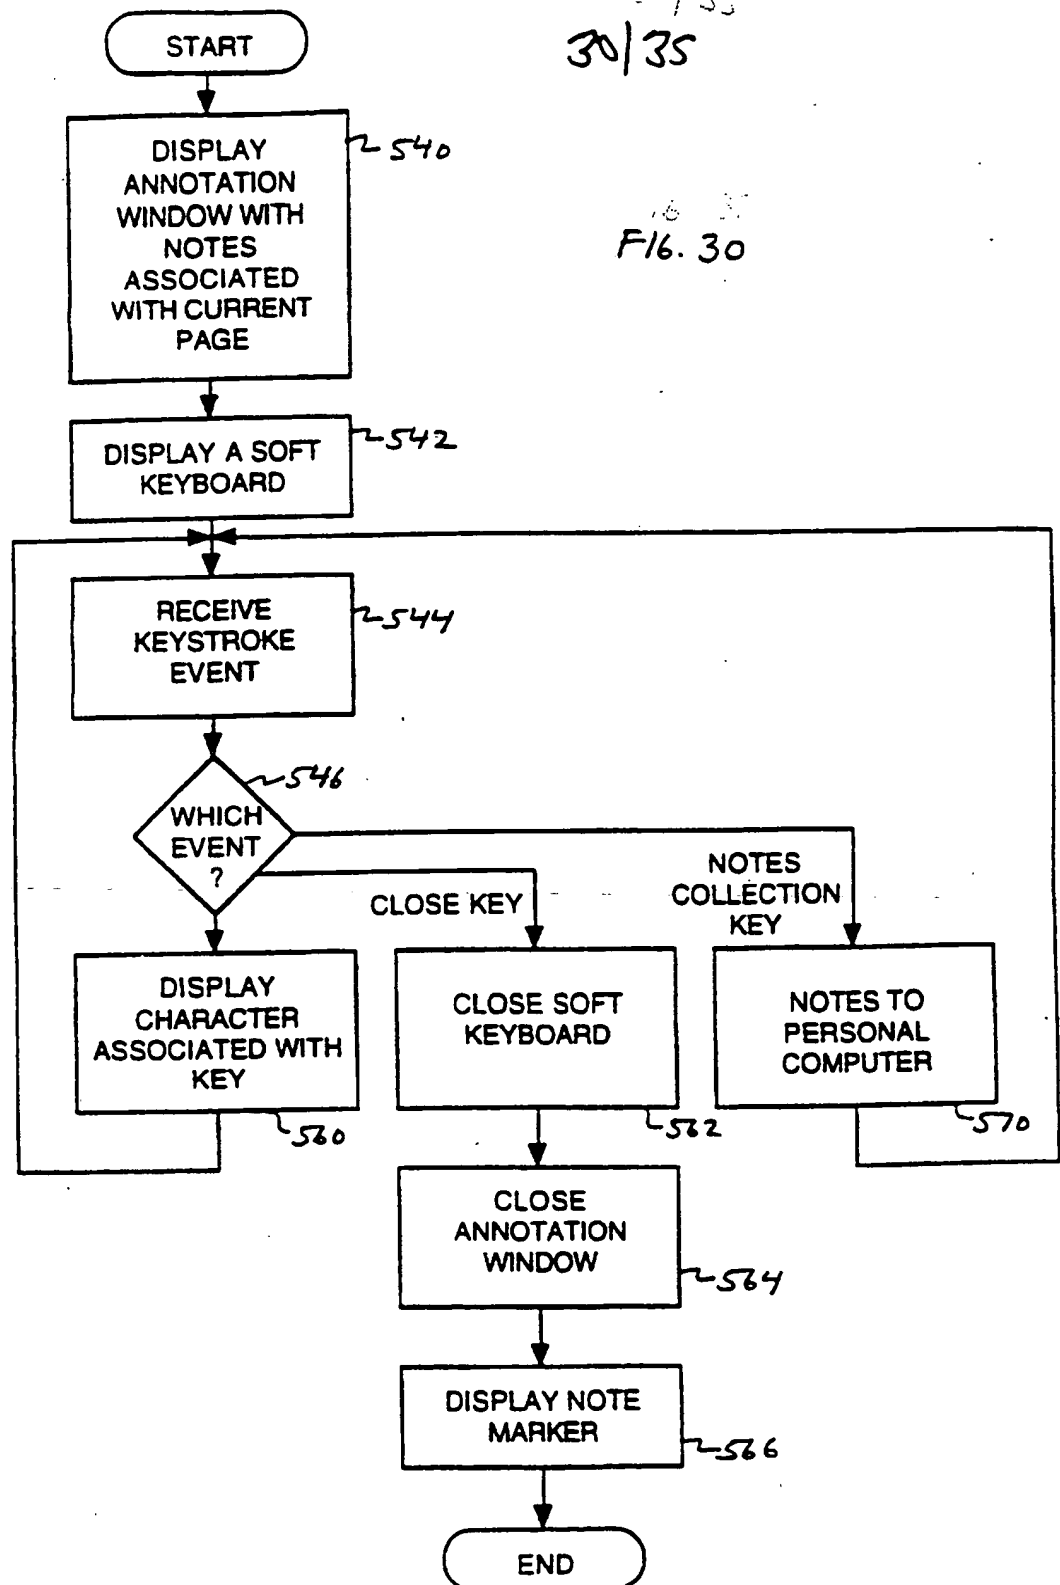 30/35
START
DISPLAY
ANNOTATION
WINDOW WITH
NOTES
ASSOCIATED
WITH CURRENT
PAGE
540
FIG. 30
DISPLAY A SOFT
KEYBOARD
542
RECEIVE
KEYSTROKE
EVENT
544
WHICH
EVENT
?
546
CLOSE KEY
NOTES
COLLECTION
KEY
DISPLAY
CHARACTER
ASSOCIATED WITH
KEY
560
CLOSE SOFT
KEYBOARD
562
NOTES TO
PERSONAL
COMPUTER
570
CLOSE
ANNOTATION
WINDOW
564
DISPLAY NOTE
MARKER
566
END